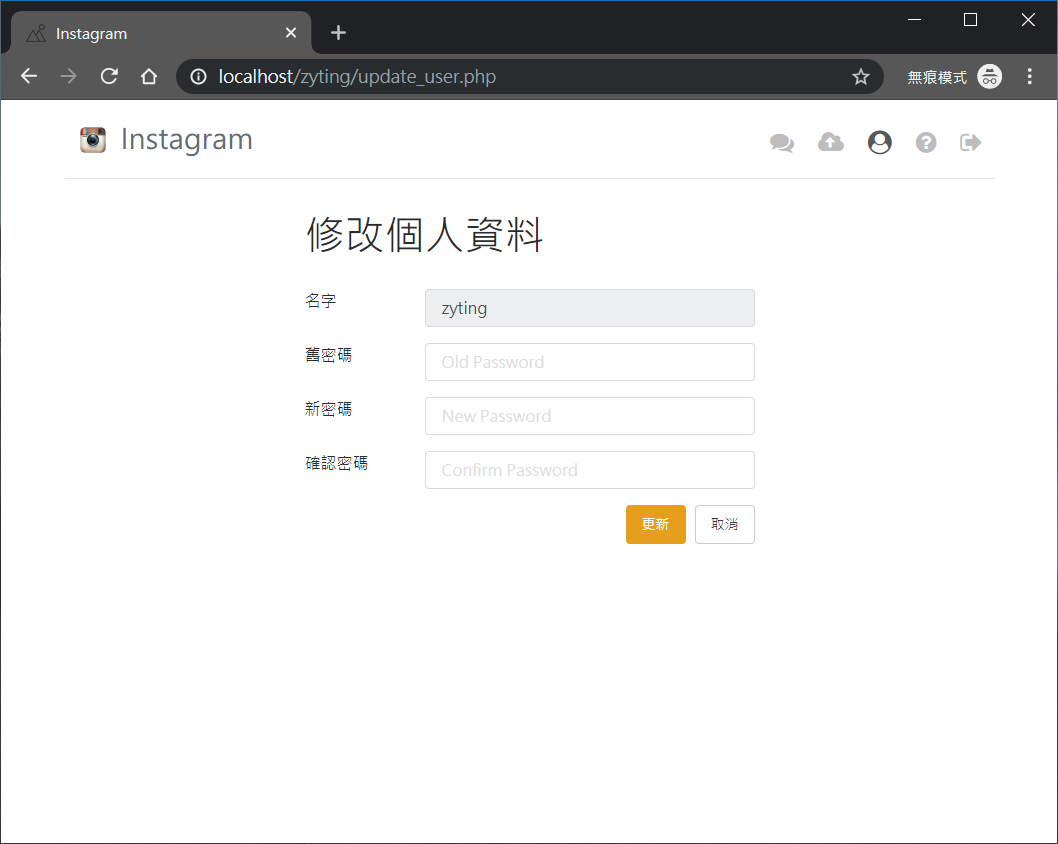 Instagram
localhost/zyting/update_user.php
無痕模式
Instagram
修改個人資料
名字
zyting
舊密碼
Old Password
新密碼
New Password
確認密碼
Confirm Password
更新
取消